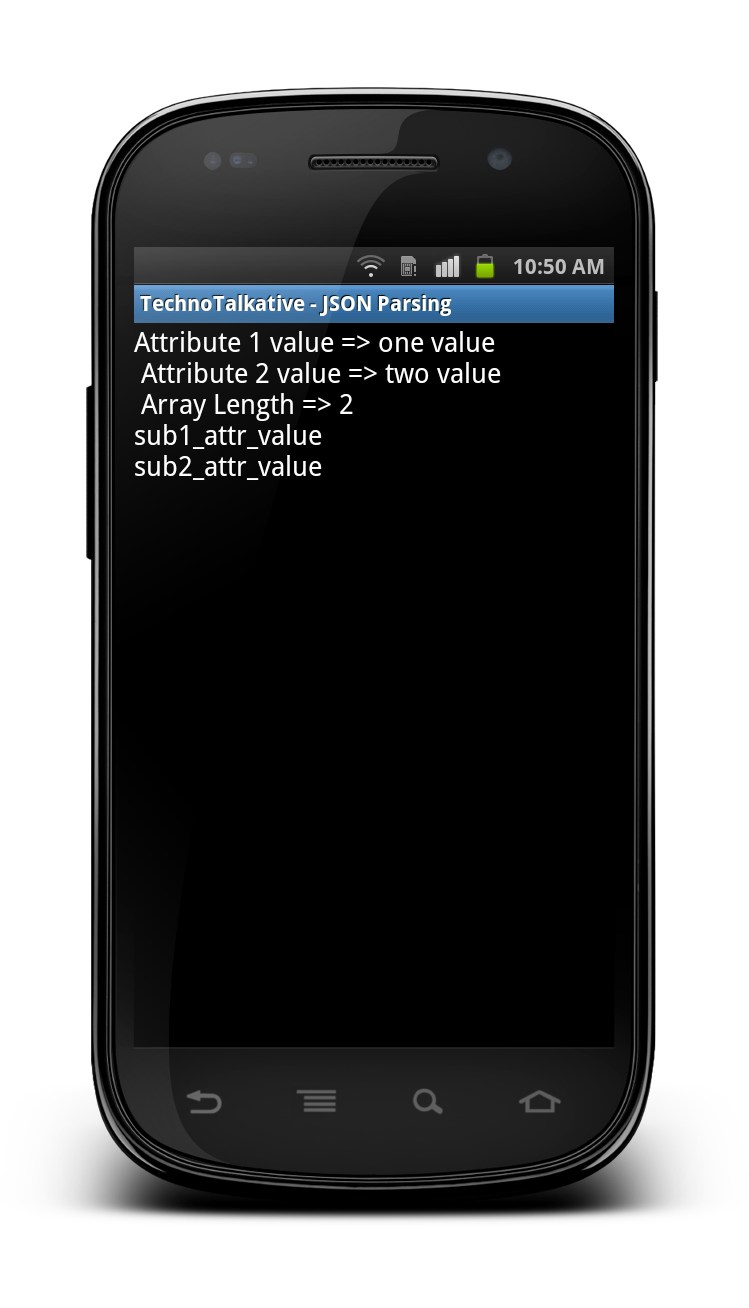 10:50 AM
TechnoTalkative - JSON Parsing
Attribute 1 value => one value
Attribute 2 value => two value
Array Length => 2
sub1_attr_value
sub2_attr_value